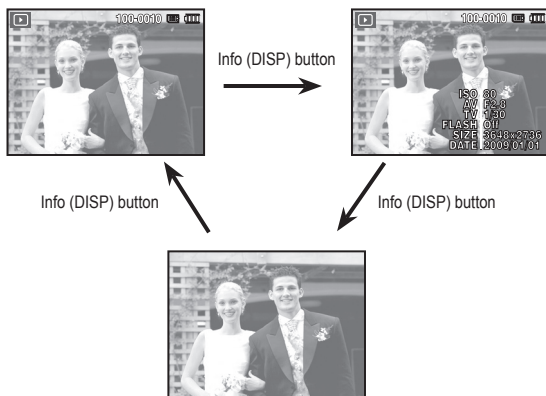 100-0010
Info (DISP) button
100-0010
ISO 80
AV F2.8
TV 1/30
FLASH Off
SIZE 3648x2736
DATE 2009/01/01
Info (DISP) button
Info (DISP) button